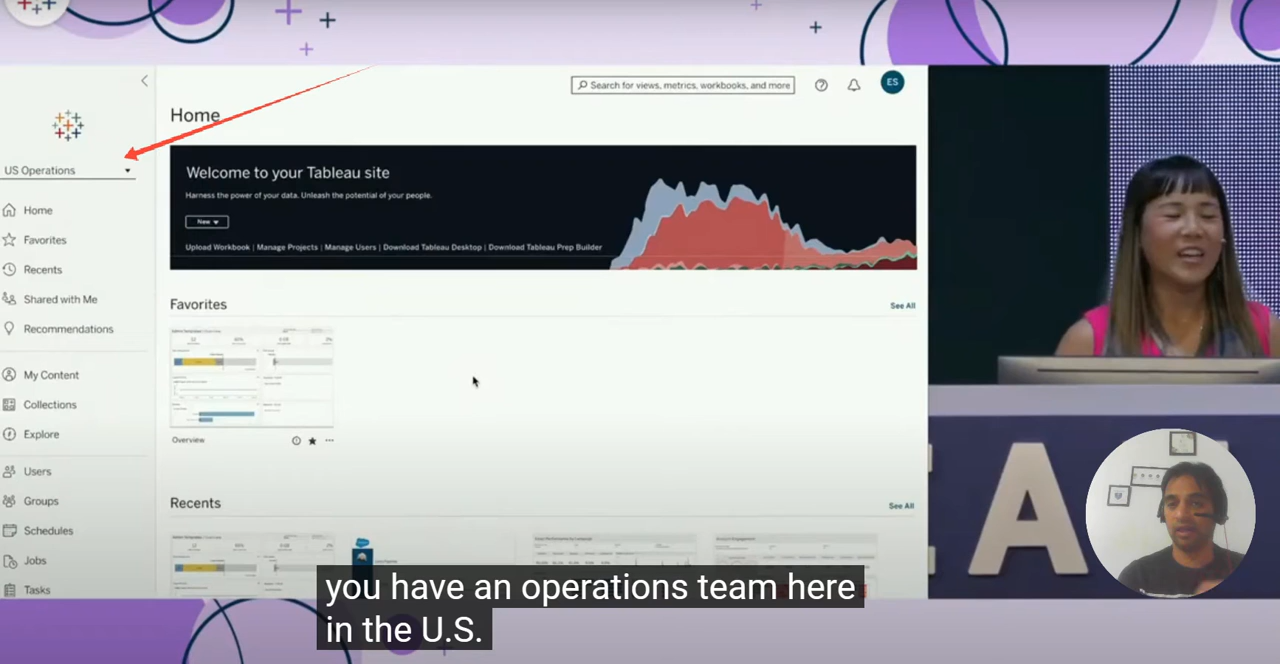 Search for views, metrics, workbooks, and more
ES
Home
US Operations
Welcome to your Tableau site
Harness the power of your data. Unleash the potential of your people.
New
Upload Workbook | Manage Projects | Manage Users | Download Tableau Desktop | Download Tableau Prep Builder
Home
Favorites
Recents
Shared with Me
Recommendations
My Content
Collections
Explore
Users
Groups
Schedules
Jobs
Tasks
Favorites
See All
Overview
Recents
See All
A
you have an operations team here
in the U.S.